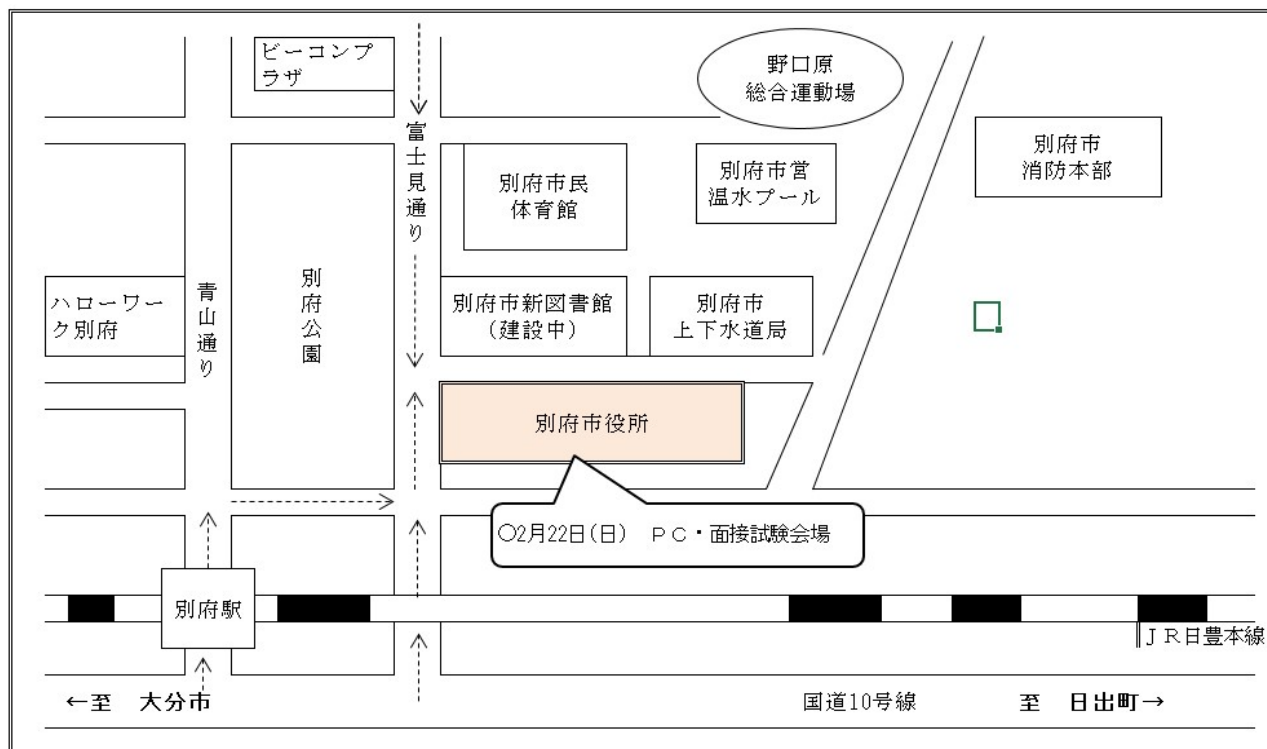 ビーコンプ
ラザ
野口原
総合運動場
富士見通り
別府市民
体育館
別府市営
温水プール
別府市
消防本部
ハローワー
ク別府
青山通り
別府公園
別府市新図書館
(建設中)
別府市
上下水道局
別府市役所
○2月22日(日) ＰＣ・面接試験会場
別府駅
ＪＲ日豊本線
←至 大分市
国道10号線
至 日出町→